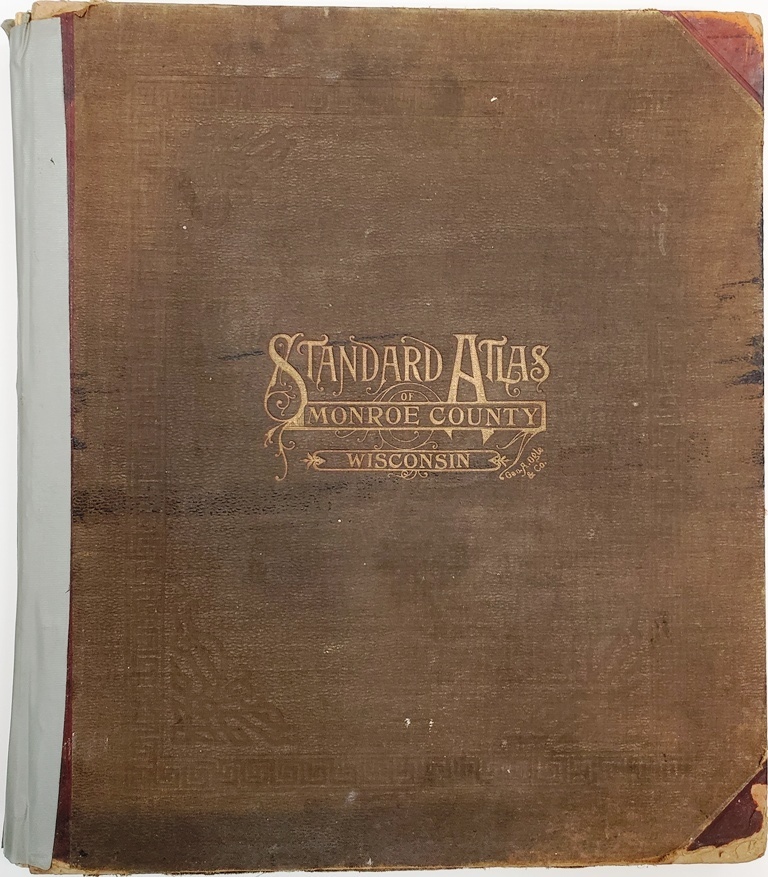 STANDARD ATLAS
OF
MONROE COUNTY
WISCONSIN
Geo. A. Ogle
& Co.